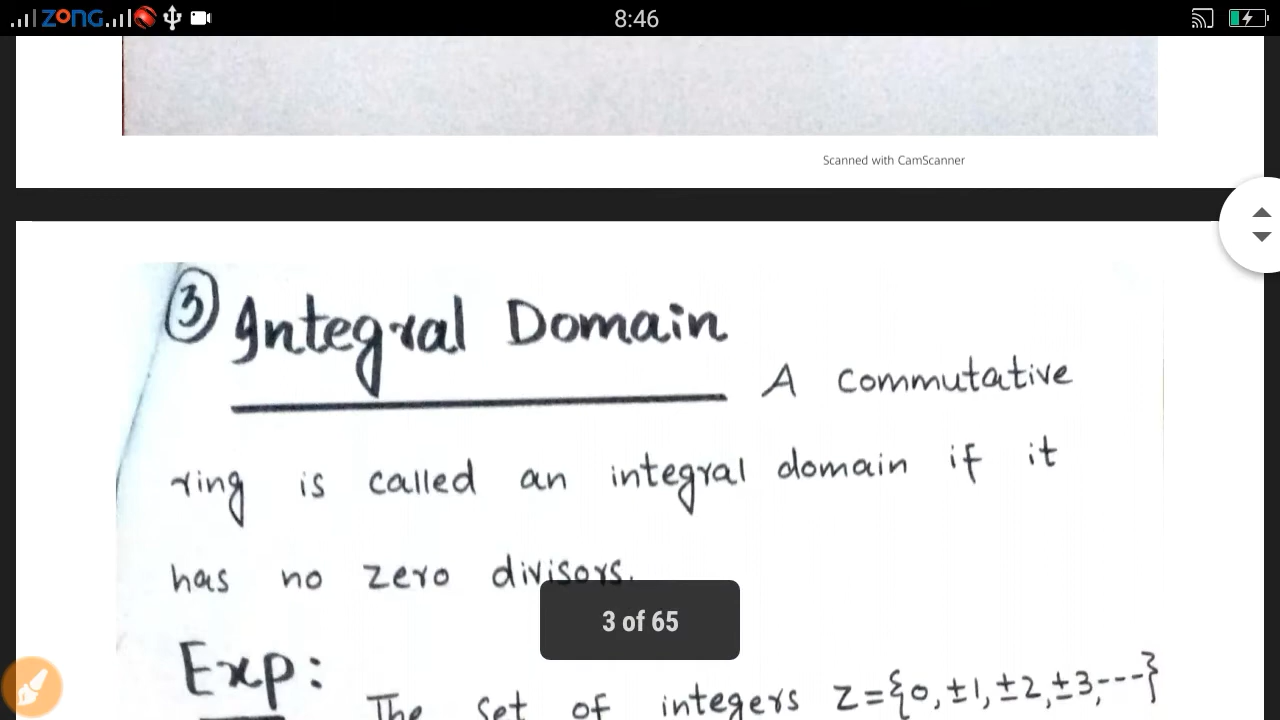 ZONG 8:46
Scanned with CamScanner
3 Integral Domain
A commutative
ring is called an integral domain if it
has no zero divisors.
3 of 65
Exp:
The set of integers Z={0,±1,±2,±3,---}